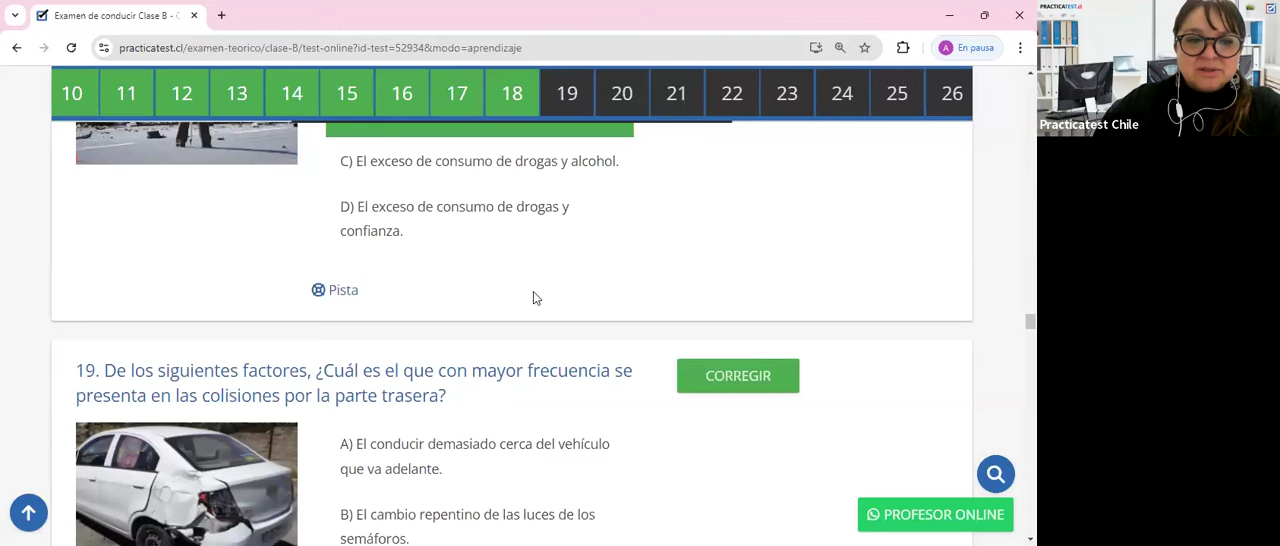 Examen de conducir Clase B - C
practicatest.cl/examen-teorico/clase-B/test-online?id-test=52934&modo=aprendizaje
A
En pausa
PRACTICATEST.cl
10 11 12 13 14 15 16 17 18 19 20 21 22 23 24 25 26
Practicatest Chile
C) El exceso de consumo de drogas y alcohol.
D) El exceso de consumo de drogas y
confianza.
Pista
19. De los siguientes factores, ¿Cuál es el que con mayor frecuencia se
presenta en las colisiones por la parte trasera?
CORREGIR
A) El conducir demasiado cerca del vehículo
que va adelante.
B) El cambio repentino de las luces de los
semáforos.
PROFESOR ONLINE